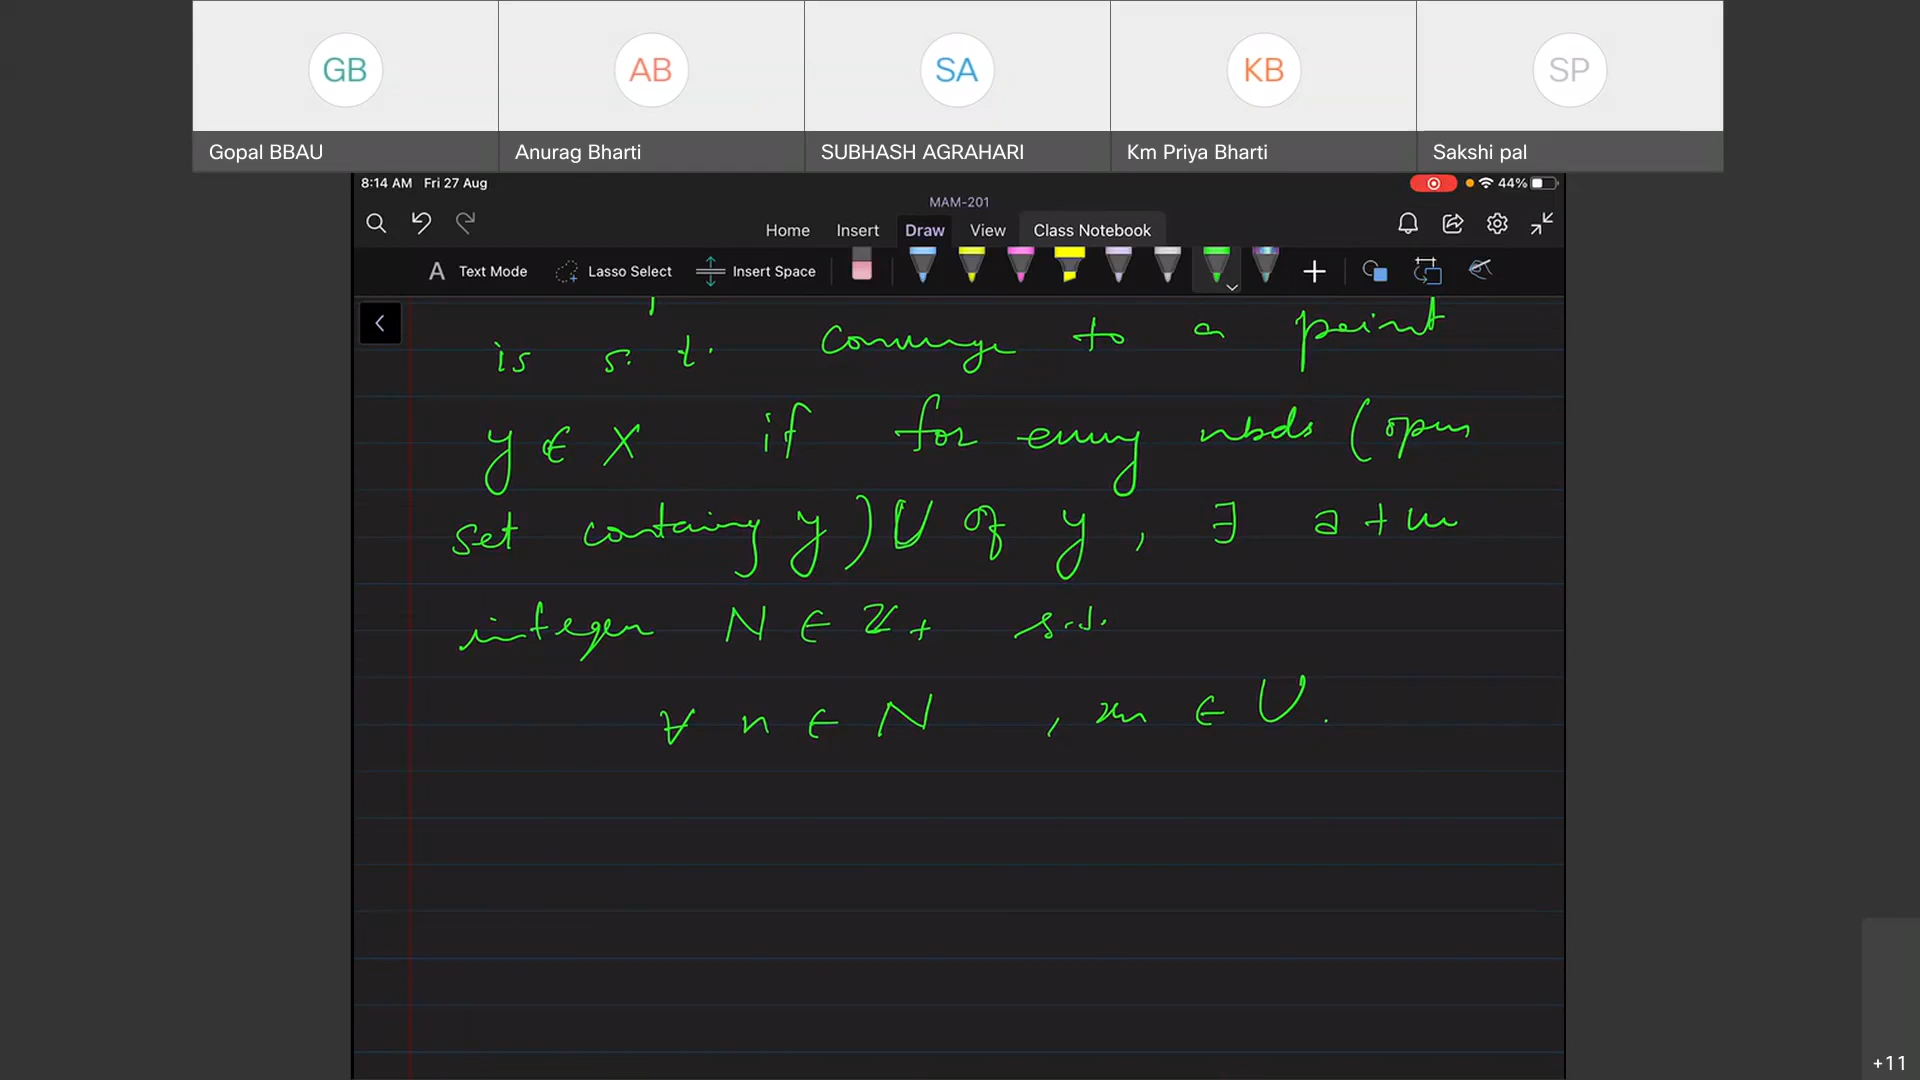 GB AB SA KB SP
Gopal BBAU Anurag Bharti SUBHASH AGRAHARI Km Priya Bharti Sakshi pal
8:14 AM Fri 27 Aug 44%
MAM-201
Home Insert Draw View Class Notebook
A Text Mode Lasso Select Insert Space
is s.t. converge to a point
y ∈ X if for every nbds (open
set containing y) U of y, ∃ a +ve
integer N ∈ ℤ+ s.t.
∀ n ∈ N , xn ∈ U.
+11